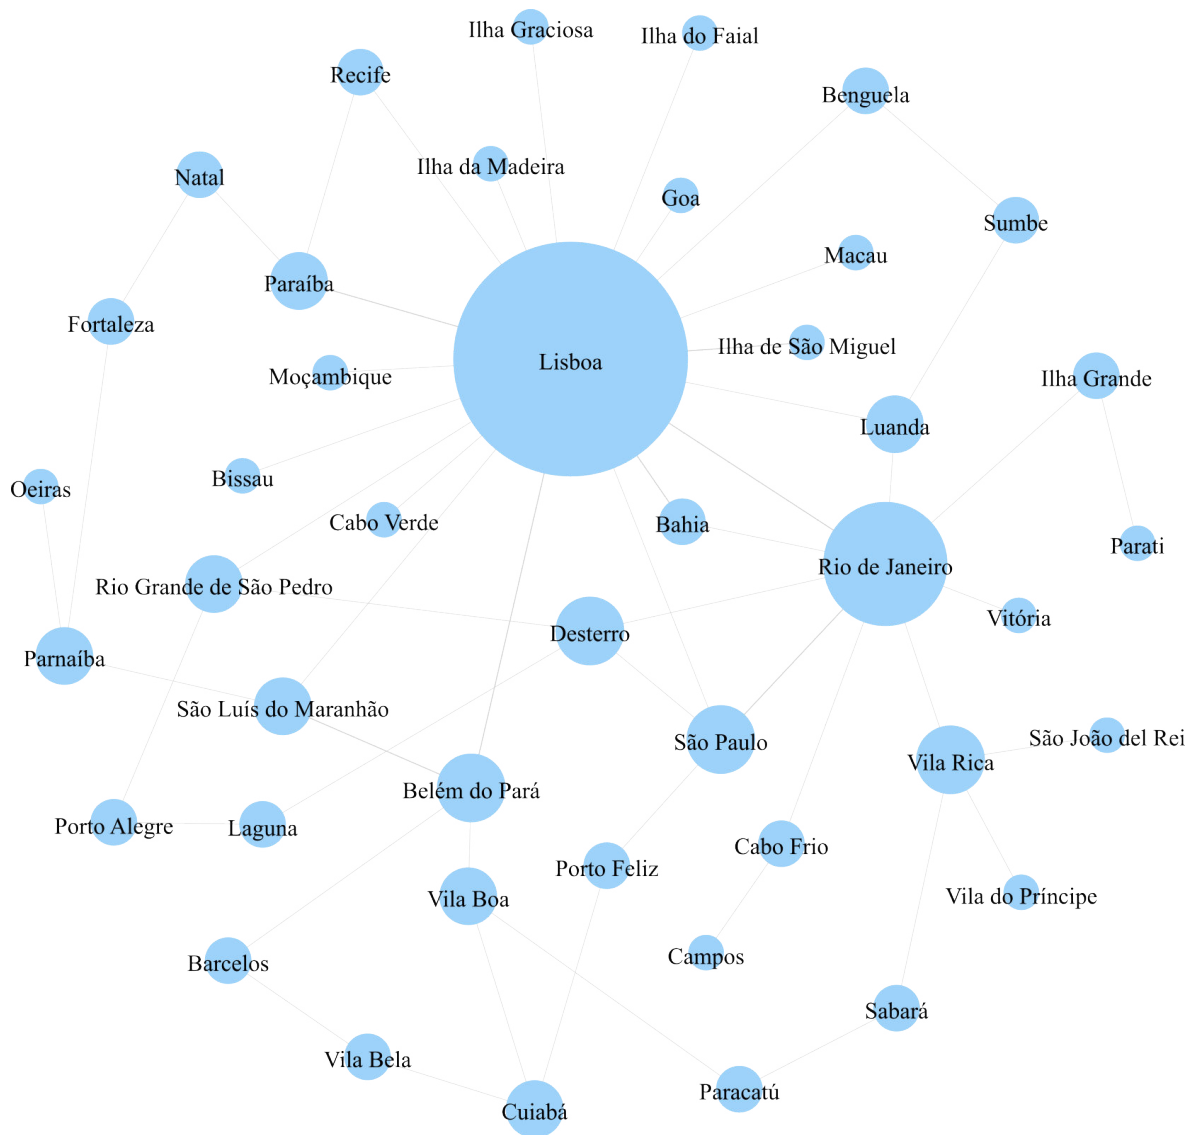 Ilha Graciosa
Ilha do Faial
Recife
Benguela
Ilha da Madeira
Natal
Goa
Sumbe
Macau
Paraíba
Fortaleza
Ilha de São Miguel
Lisboa
Moçambique
Ilha Grande
Luanda
Bissau
Oeiras
Cabo Verde
Bahia
Parati
Rio de Janeiro
Rio Grande de São Pedro
Vitória
Desterro
Parnaíba
São Luís do Maranhão
São João del Rei
São Paulo
Vila Rica
Belém do Pará
Porto Alegre
Laguna
Cabo Frio
Porto Feliz
Vila do Príncipe
Vila Boa
Campos
Barcelos
Sabará
Vila Bela
Paracatú
Cuiabá